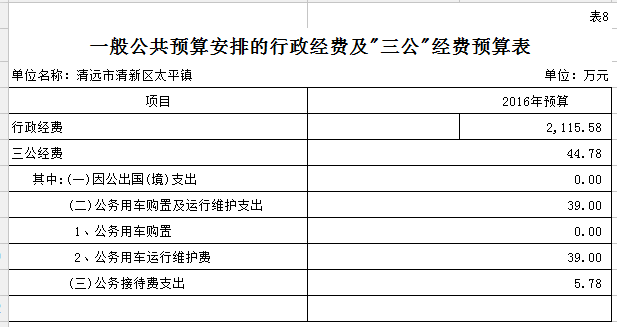 表8
一般公共预算安排的行政经费及"三公"经费预算表
单位名称：清远市清新区太平镇 单位：万元
项目 2016年预算
行政经费 2,115.58
三公经费 44.78
其中:(一)因公出国(境)支出 0.00
(二)公务用车购置及运行维护支出 39.00
1、公务用车购置 0.00
2、公务用车运行维护费 39.00
(三)公务接待费支出 5.78